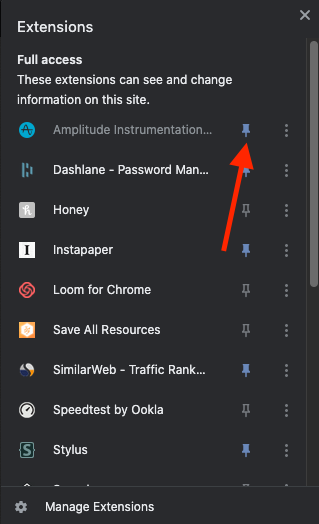 Extensions
Full access
These extensions can see and change
information on this site.
Amplitude Instrumentation...
Dashlane - Password Man...
Honey
Instapaper
Loom for Chrome
Save All Resources
SimilarWeb - Traffic Rank...
Speedtest by Ookla
Stylus
Manage Extensions